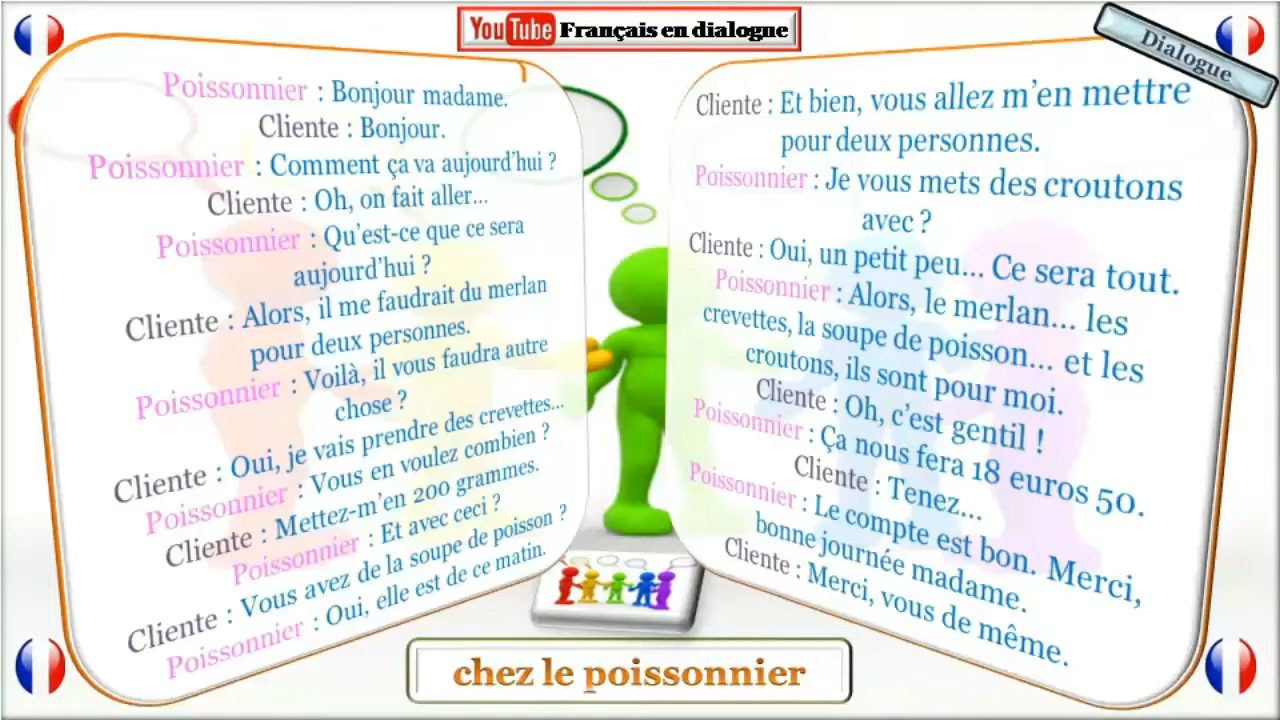 YouTube Français en dialogue
Dialogue
Poissonnier : Bonjour madame.
Cliente : Bonjour.
Poissonnier : Comment ça va aujourd'hui ?
Cliente : Oh, on fait aller...
Poissonnier : Qu'est-ce que ce sera
aujourd'hui ?
Cliente : Alors, il me faudrait du merlan
pour deux personnes.
Poissonnier : Voilà, il vous faudra autre
chose ?
Cliente : Oui, je vais prendre des crevettes...
Poissonnier : Vous en voulez combien ?
Cliente : Mettez-m'en 200 grammes.
Poissonnier : Et avec ceci ?
Cliente : Vous avez de la soupe de poisson ?
Poissonnier : Oui, elle est de ce matin.
Cliente : Et bien, vous allez m'en mettre
pour deux personnes.
Poissonnier : Je vous mets des croutons
avec ?
Cliente : Oui, un petit peu... Ce sera tout.
Poissonnier : Alors, le merlan... les
crevettes, la soupe de poisson... et les
croutons, ils sont pour moi.
Cliente : Oh, c'est gentil !
Poissonnier : Ça nous fera 18 euros 50.
Cliente : Tenez...
Poissonnier : Le compte est bon. Merci,
bonne journée madame.
Cliente : Merci, vous de même.
chez le poissonnier